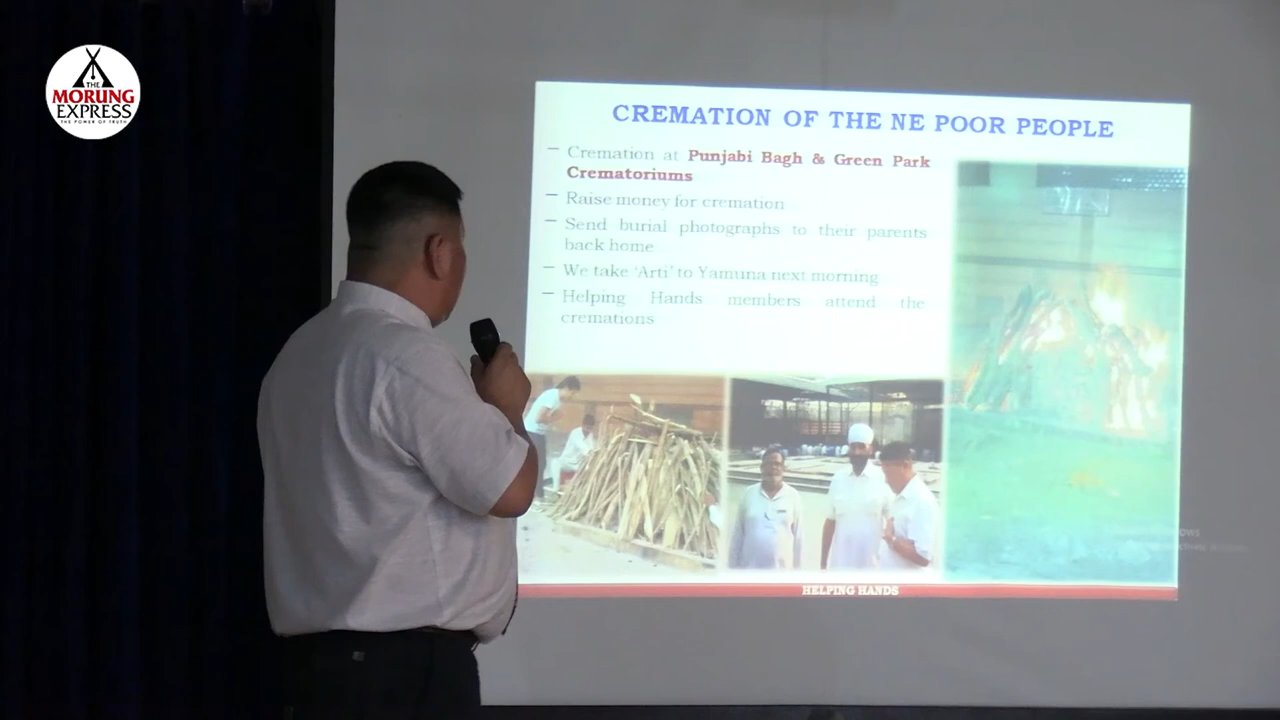 THE
MORUNG
EXPRESS
THE POWER OF TRUTH
CREMATION OF THE NE POOR PEOPLE
– Cremation at Punjabi Bagh & Green Park
Crematoriums
– Raise money for cremation
– Send burial photographs to their parents
back home
– We take 'Arti' to Yamuna next morning
– Helping Hands members attend the
cremations
HELPING HANDS